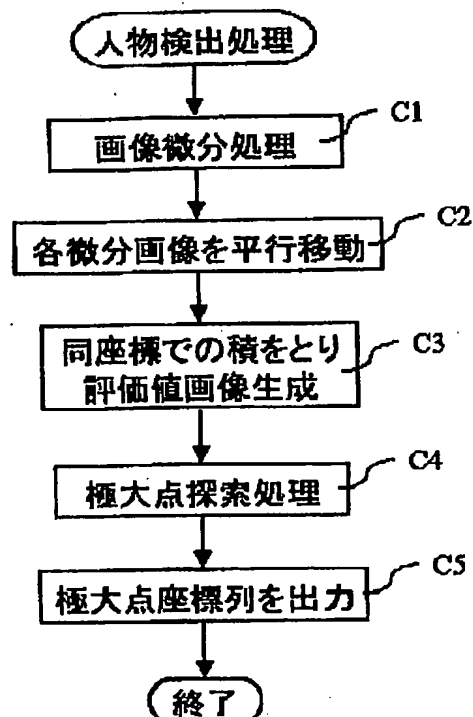 人物検出処理
C1
画像微分処理
C2
各微分画像を平行移動
C3
同座標での積をとり
評価値画像生成
C4
極大点探索処理
C5
極大点座標列を出力
終了